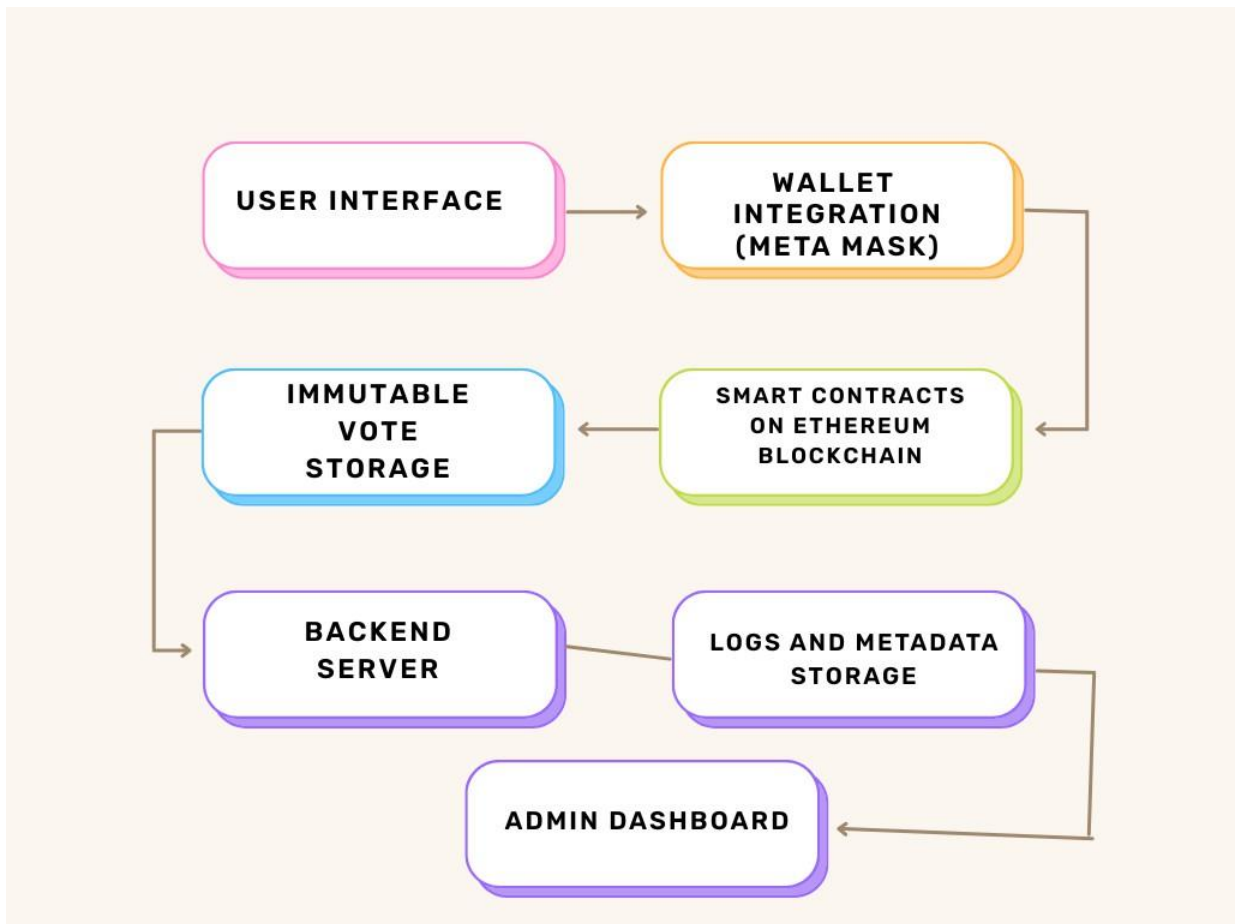 USER INTERFACE
WALLET
INTEGRATION
(META MASK)
IMMUTABLE
VOTE
STORAGE
SMART CONTRACTS
ON ETHEREUM
BLOCKCHAIN
BACKEND
SERVER
LOGS AND METADATA
STORAGE
ADMIN DASHBOARD